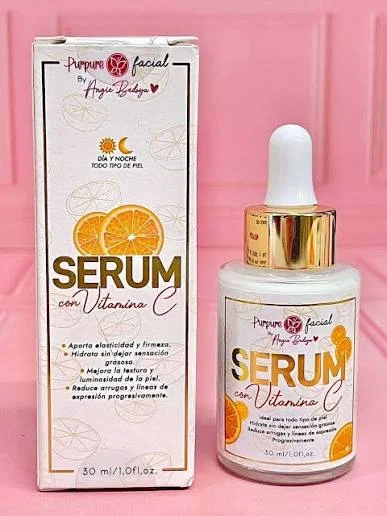 Purpure facial
By Angie Bedoya
DÍA Y NOCHE
TODO TIPO DE PIEL
SERUM
con Vitamina C
• Aporta elasticidad y firmeza.
• Hidrata sin dejar sensación
grasosa.
• Mejora la textura y
luminosidad de la piel.
• Reduce arrugas y líneas de
expresión progresivamente.
30 ml/1,0fl,oz.
Purpure facial
By Angie Bedoya
SERUM
con Vitamina C
Ideal para todo tipo de piel
Hidrata sin dejar sensación grasosa
Reduce arrugas y líneas de expresión
Progresivamente
30 ml/1,0fl,oz.